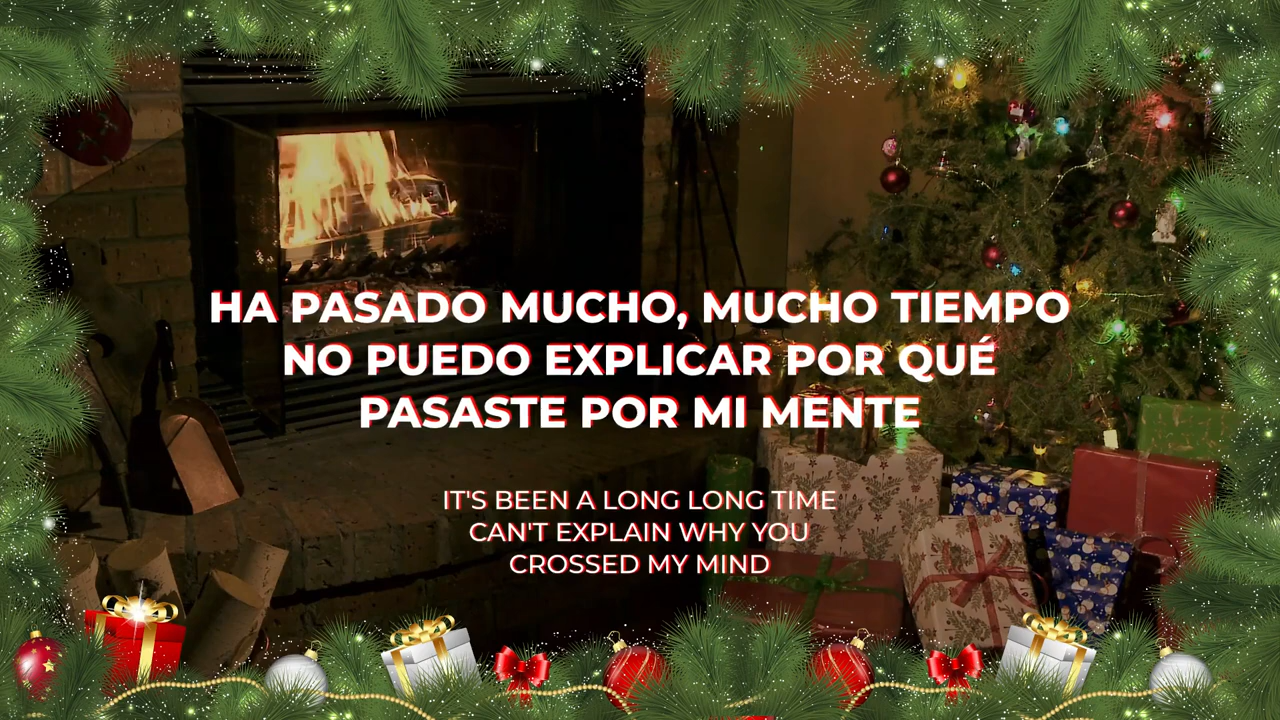 HA PASADO MUCHO, MUCHO TIEMPO
NO PUEDO EXPLICAR POR QUÉ
PASASTE POR MI MENTE
IT'S BEEN A LONG LONG TIME
CAN'T EXPLAIN WHY YOU
CROSSED MY MIND